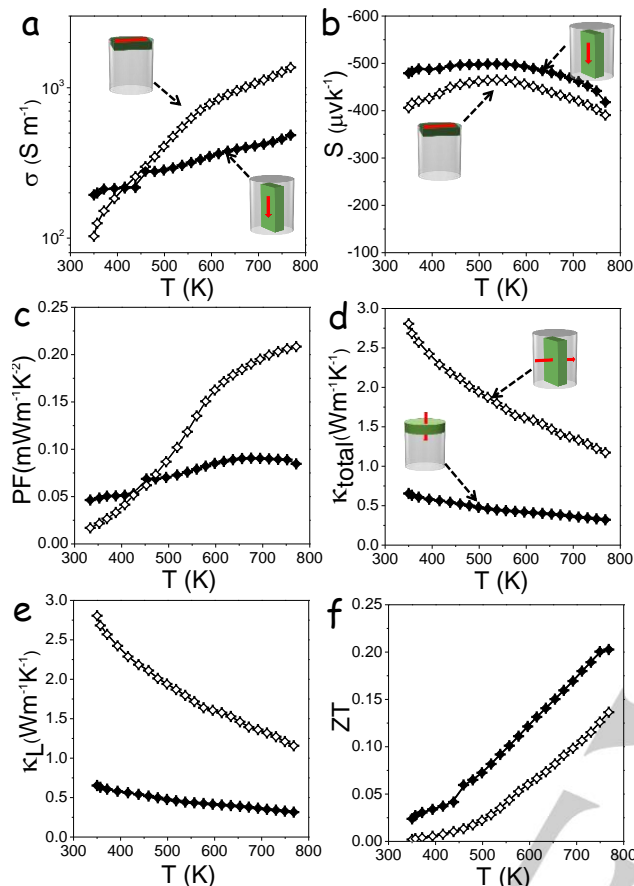 a
σ (S m⁻¹)
10³
10²
300 400 500 600 700 800
T (K)
b
S (μvk⁻¹)
-600
-500
-400
-300
-200
-100
300 400 500 600 700 800
T (K)
c
PF(mWm⁻¹K⁻²)
0.25
0.20
0.15
0.10
0.05
0.00
300 400 500 600 700 800
T (K)
d
κtotal(Wm⁻¹K⁻¹)
3.0
2.5
2.0
1.5
1.0
0.5
0.0
300 400 500 600 700 800
T (K)
e
κL(Wm⁻¹K⁻¹)
3.0
2.5
2.0
1.5
1.0
0.5
0.0
300 400 500 600 700 800
T (K)
f
ZT
0.25
0.20
0.15
0.10
0.05
0.00
300 400 500 600 700 800
T (K)